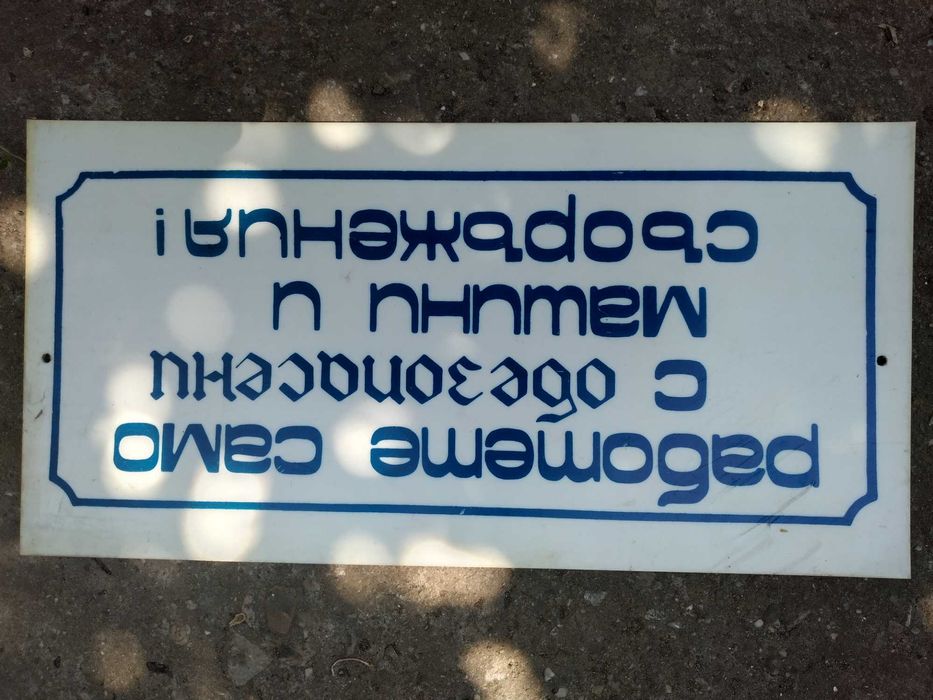 работете само
с обезопасени
машини и
съоръжения!